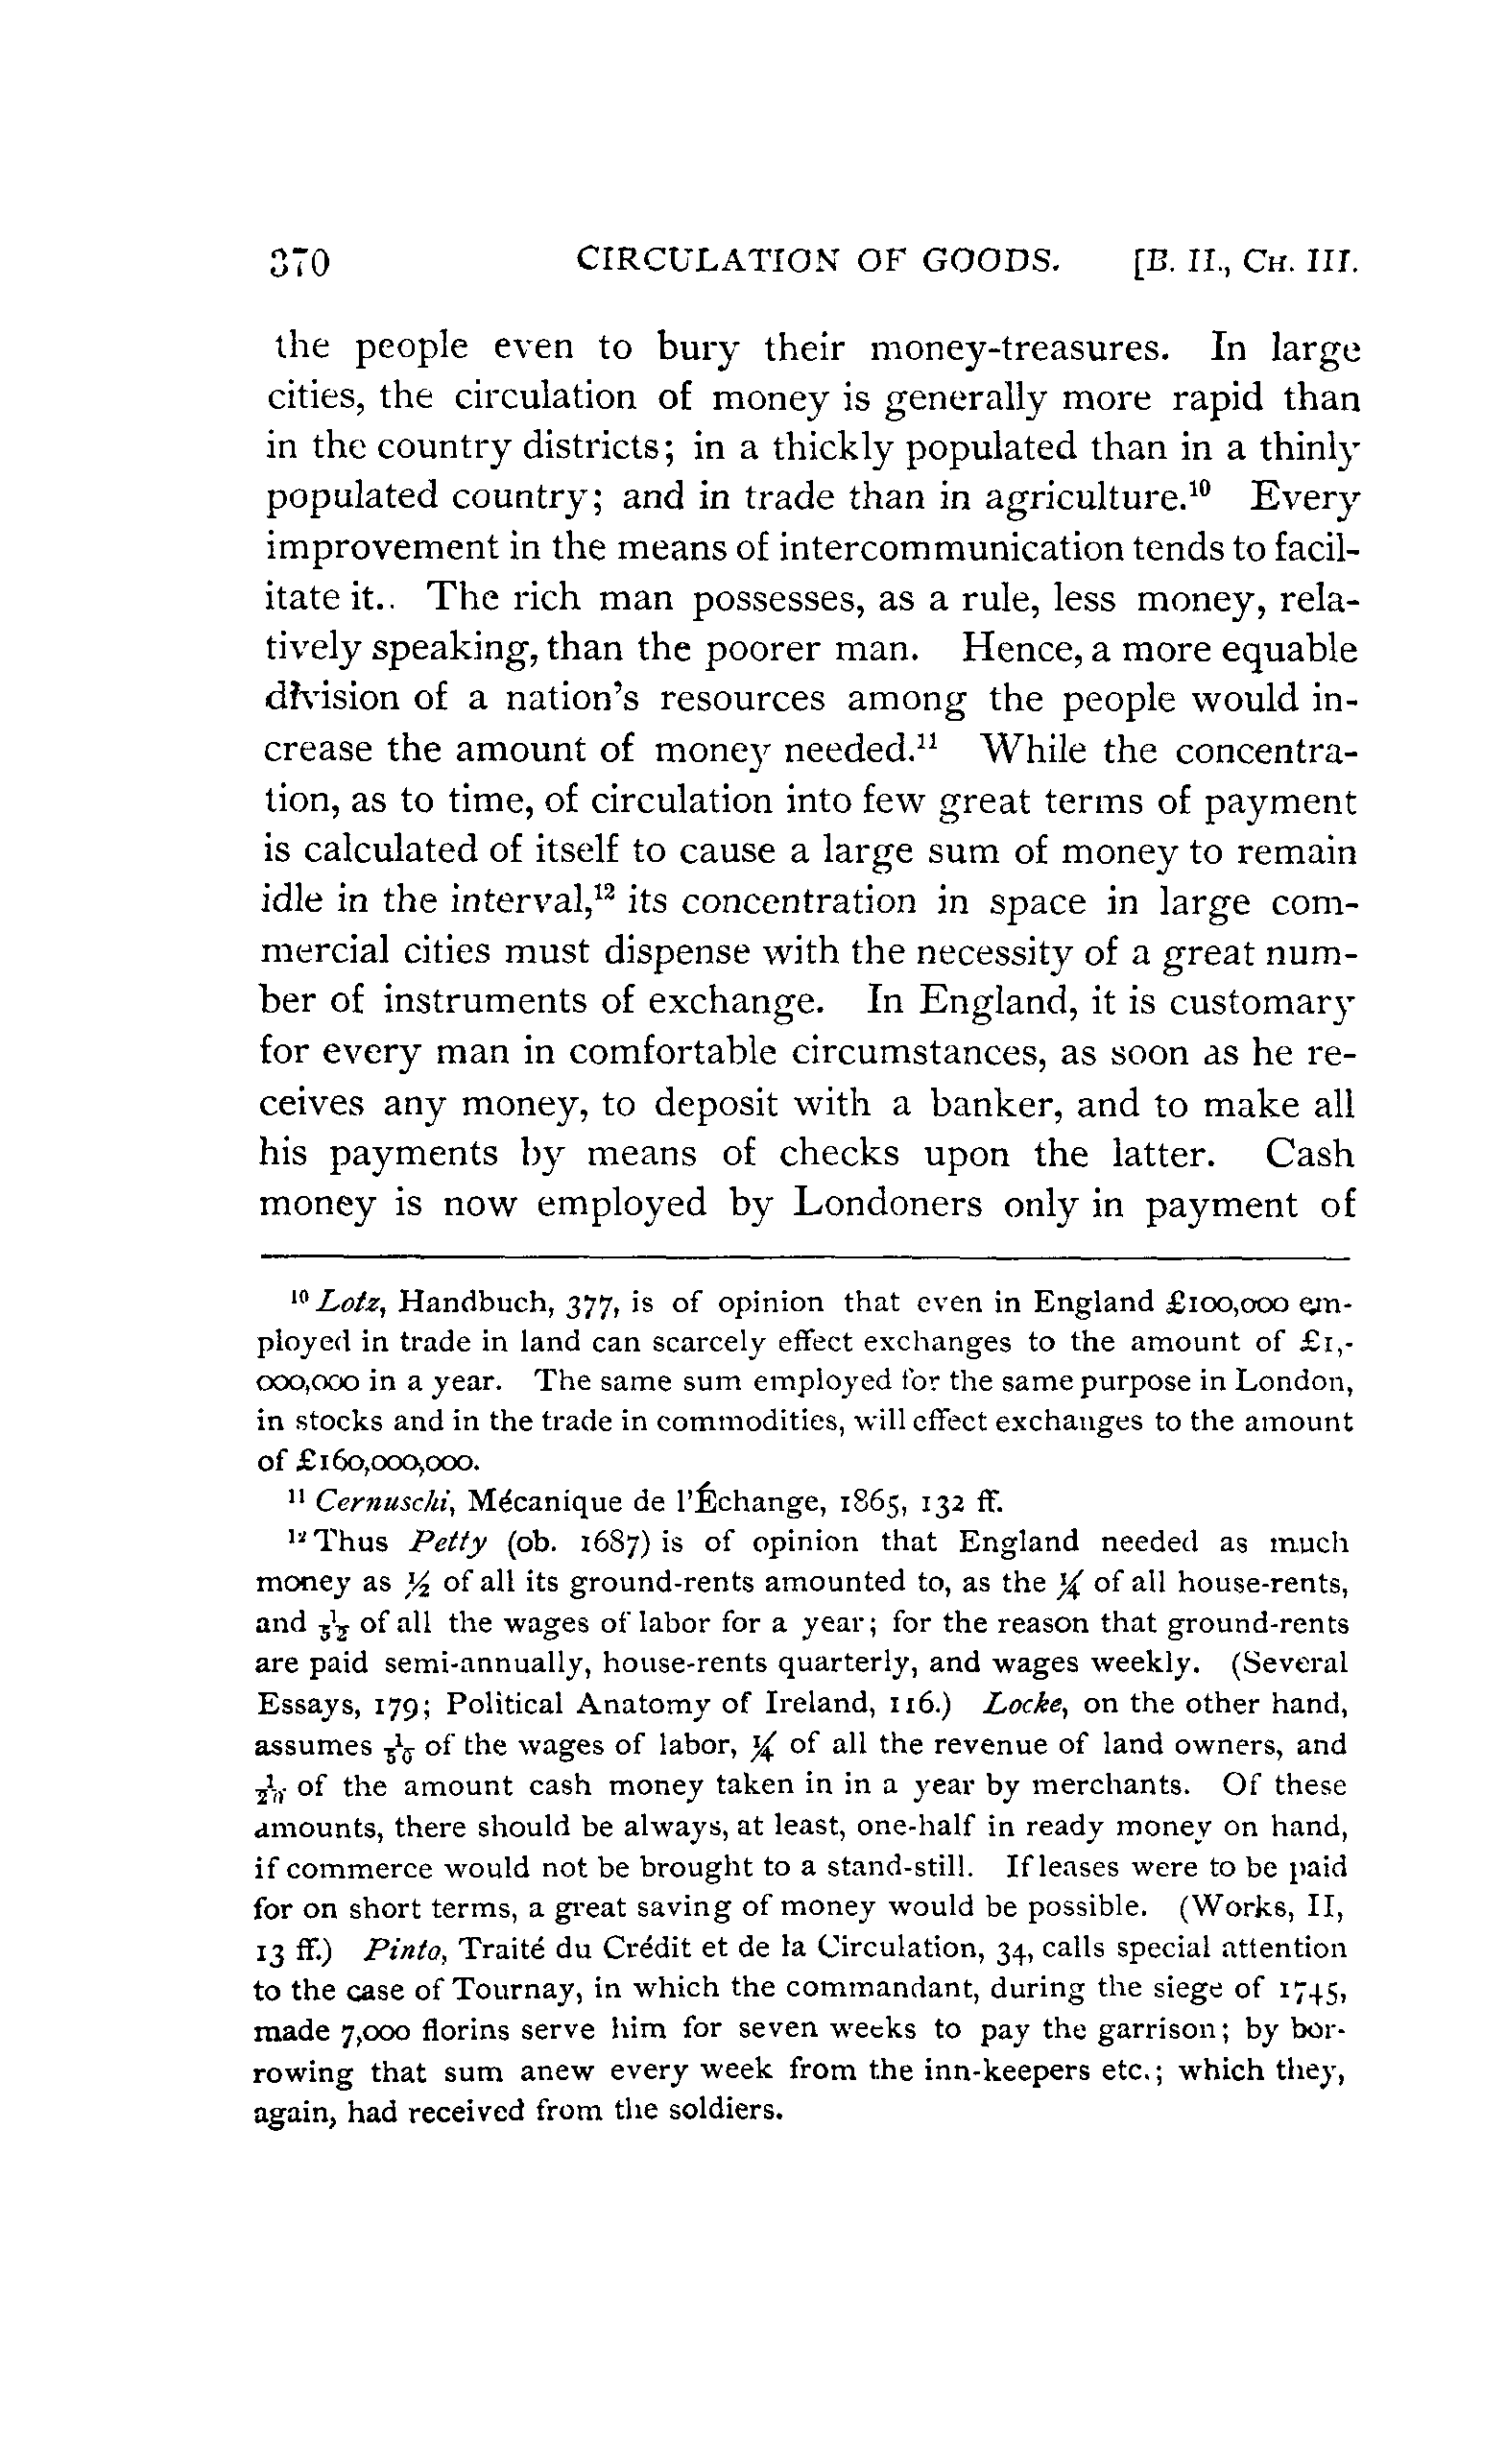 370 CIRCULATION OF GOODS. [B. II., CH. III.
the people even to bury their money-treasures. In large
cities, the circulation of money is generally more rapid than
in the country districts; in a thickly populated than in a thinly
populated country; and in trade than in agriculture.¹⁰ Every
improvement in the means of intercommunication tends to facil-
itate it.. The rich man possesses, as a rule, less money, rela-
tively speaking, than the poorer man. Hence, a more equable
division of a nation's resources among the people would in-
crease the amount of money needed.¹¹ While the concentra-
tion, as to time, of circulation into few great terms of payment
is calculated of itself to cause a large sum of money to remain
idle in the interval,¹² its concentration in space in large com-
mercial cities must dispense with the necessity of a great num-
ber of instruments of exchange. In England, it is customary
for every man in comfortable circumstances, as soon as he re-
ceives any money, to deposit with a banker, and to make all
his payments by means of checks upon the latter. Cash
money is now employed by Londoners only in payment of
¹⁰ Lotz, Handbuch, 377, is of opinion that even in England £100,000 em-
ployed in trade in land can scarcely effect exchanges to the amount of £1,-
000,000 in a year. The same sum employed for the same purpose in London,
in stocks and in the trade in commodities, will effect exchanges to the amount
of £160,000,000.
¹¹ Cernuschi, Mécanique de l'Échange, 1865, 132 ff.
¹² Thus Petty (ob. 1687) is of opinion that England needed as much
money as ½ of all its ground-rents amounted to, as the ¼ of all house-rents,
and 1/52 of all the wages of labor for a year; for the reason that ground-rents
are paid semi-annually, house-rents quarterly, and wages weekly. (Several
Essays, 179; Political Anatomy of Ireland, 116.) Locke, on the other hand,
assumes 1/50 of the wages of labor, ¼ of all the revenue of land owners, and
1/20 of the amount cash money taken in in a year by merchants. Of these
amounts, there should be always, at least, one-half in ready money on hand,
if commerce would not be brought to a stand-still. If leases were to be paid
for on short terms, a great saving of money would be possible. (Works, II,
13 ff.) Pinto, Traité du Crédit et de la Circulation, 34, calls special attention
to the case of Tournay, in which the commandant, during the siege of 1745,
made 7,000 florins serve him for seven weeks to pay the garrison; by bor-
rowing that sum anew every week from the inn-keepers etc.; which they,
again, had received from the soldiers.